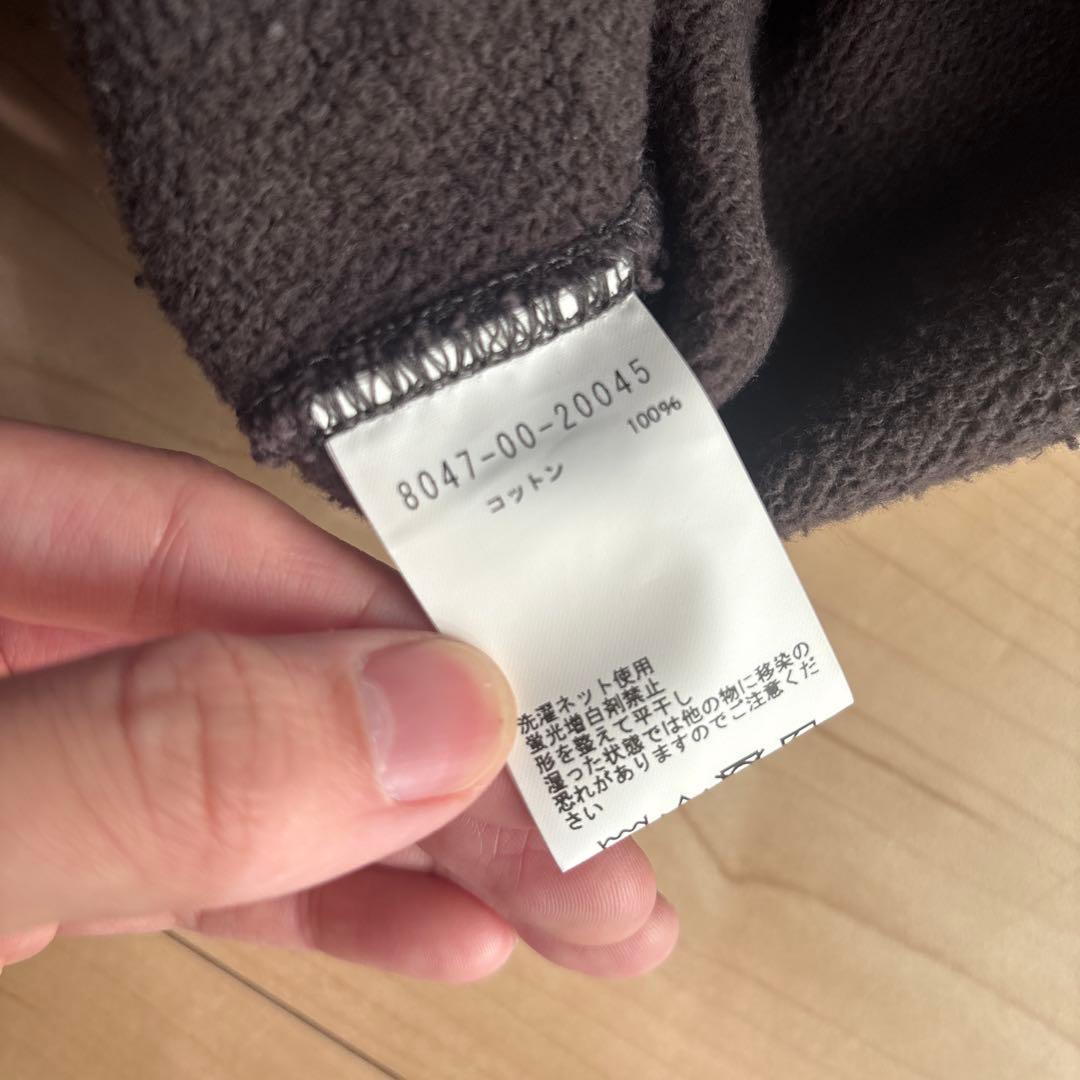 8047-00-20045
コットン 100%
洗濯ネット使用
蛍光増白剤禁止
形を整えて平干し
湿った状態では他の物に移染の
恐れがありますのでご注意くだ
さい